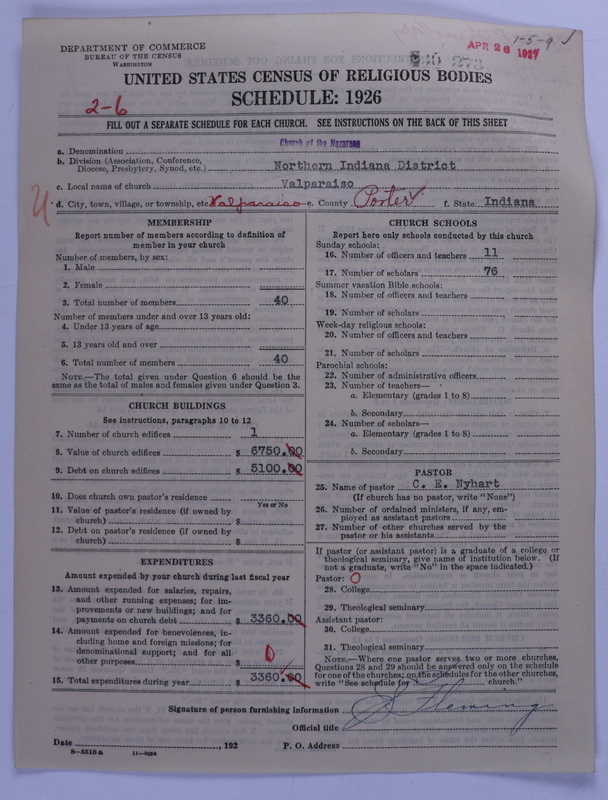 1-5-9 ✓
APR 26 1927
DEPARTMENT OF COMMERCE
BUREAU OF THE CENSUS
WASHINGTON
UNITED STATES CENSUS OF RELIGIOUS BODIES
SCHEDULE: 1926
2-6
FILL OUT A SEPARATE SCHEDULE FOR EACH CHURCH. SEE INSTRUCTIONS ON THE BACK OF THIS SHEET
a. Denomination Church of the Nazarene
b. Division (Association, Conference,
Diocese, Presbytery, Synod, etc.) Northern Indiana District
c. Local name of church Valparaiso
d. City, town, village, or township, etc. Valparaiso e. County Porter f. State Indiana
MEMBERSHIP
Report number of members according to definition of
member in your church
Number of members, by sex:
1. Male
2. Female
3. Total number of members 40
Number of members under and over 13 years old:
4. Under 13 years of age
5. 13 years old and over
6. Total number of members 40
NOTE.—The total given under Question 6 should be the
same as the total of males and females given under Question 3.
CHURCH BUILDINGS
See instructions, paragraphs 10 to 12
7. Number of church edifices 1
8. Value of church edifices $ 6750.00
9. Debt on church edifices $ 5100.00
10. Does church own pastor's residence
Yes or No
11. Value of pastor's residence (if owned by
church) $
12. Debt on pastor's residence (if owned by
church) $
EXPENDITURES
Amount expended by your church during last fiscal year
13. Amount expended for salaries, repairs,
and other running expenses; for im-
provements or new buildings; and for
payments on church debt $ 3360.00
14. Amount expended for benevolences, in-
cluding home and foreign missions; for
denominational support; and for all
other purposes $ 0
15. Total expenditures during year $ 3360.00
CHURCH SCHOOLS
Report here only schools conducted by this church
Sunday schools:
16. Number of officers and teachers 11
17. Number of scholars 76
Summer vacation Bible schools:
18. Number of officers and teachers
19. Number of scholars
Week-day religious schools:
20. Number of officers and teachers
21. Number of scholars
Parochial schools:
22. Number of administrative officers
23. Number of teachers—
a. Elementary (grades 1 to 8)
b. Secondary
24. Number of scholars—
a. Elementary (grades 1 to 8)
b. Secondary
PASTOR
25. Name of pastor C. E. Nyhart
(If church has no pastor, write "None")
26. Number of ordained ministers, if any, em-
ployed as assistant pastors
27. Number of other churches served by the
pastor or his assistants
If pastor (or assistant pastor) is a graduate of a college or
theological seminary, give name of institution below. (If
not a graduate, write "No" in the space indicated.)
Pastor: 0
28. College
29. Theological seminary
Assistant pastor:
30. College
31. Theological seminary
NOTE.—Where one pastor serves two or more churches,
Questions 28 and 29 should be answered only on the schedule
for one of the churches; on the schedules for the other churches,
write "See schedule for church."
Signature of person furnishing information Fleming
Official title
Date , 192 P. O. Address
8-5518a 11-9024